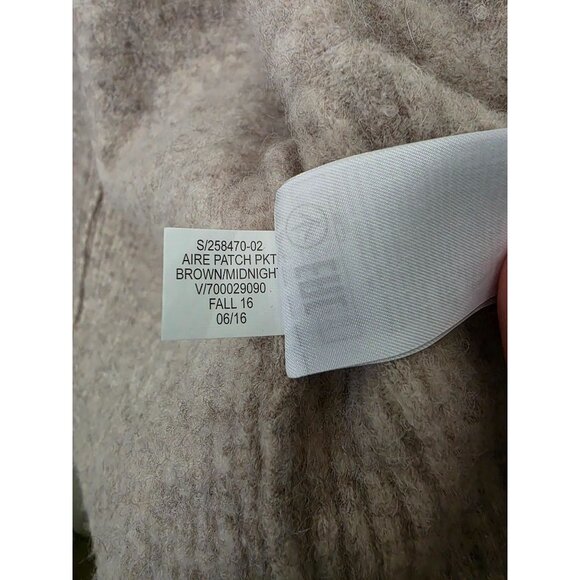 S/258470-02
AIRE PATCH PKT
BROWN/MIDNIGHT
V/700029090
FALL 16
06/16